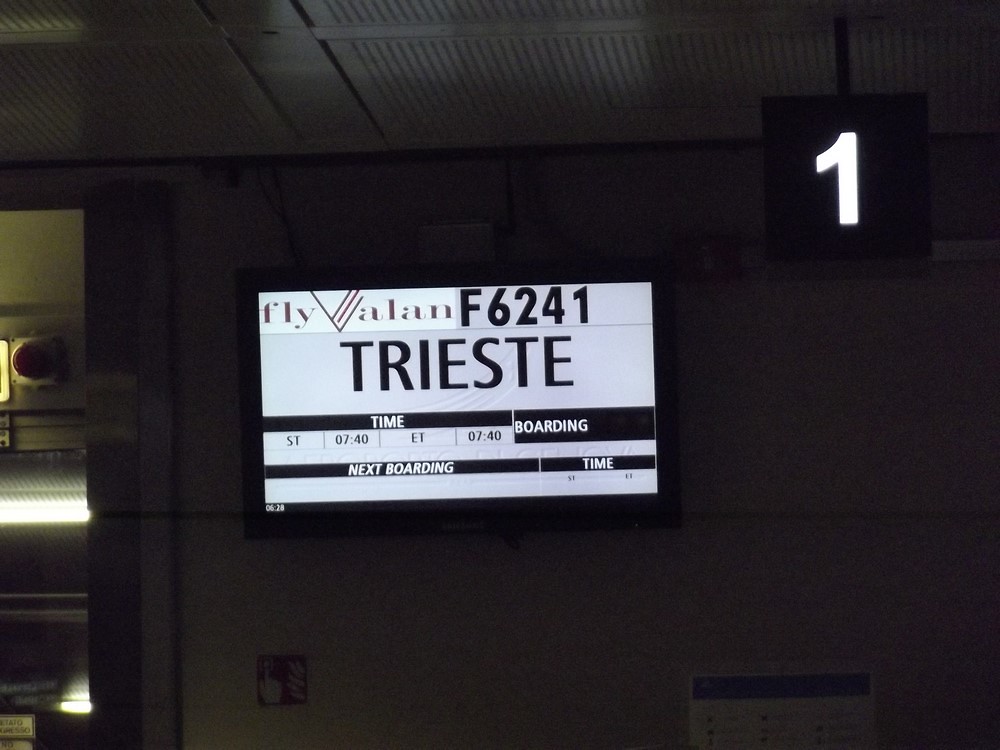 1
flyValan F6241
TRIESTE
TIME
BOARDING
ST 07:40 ET 07:40
NEXT BOARDING TIME
ST ET
06:28
SAMSUNG